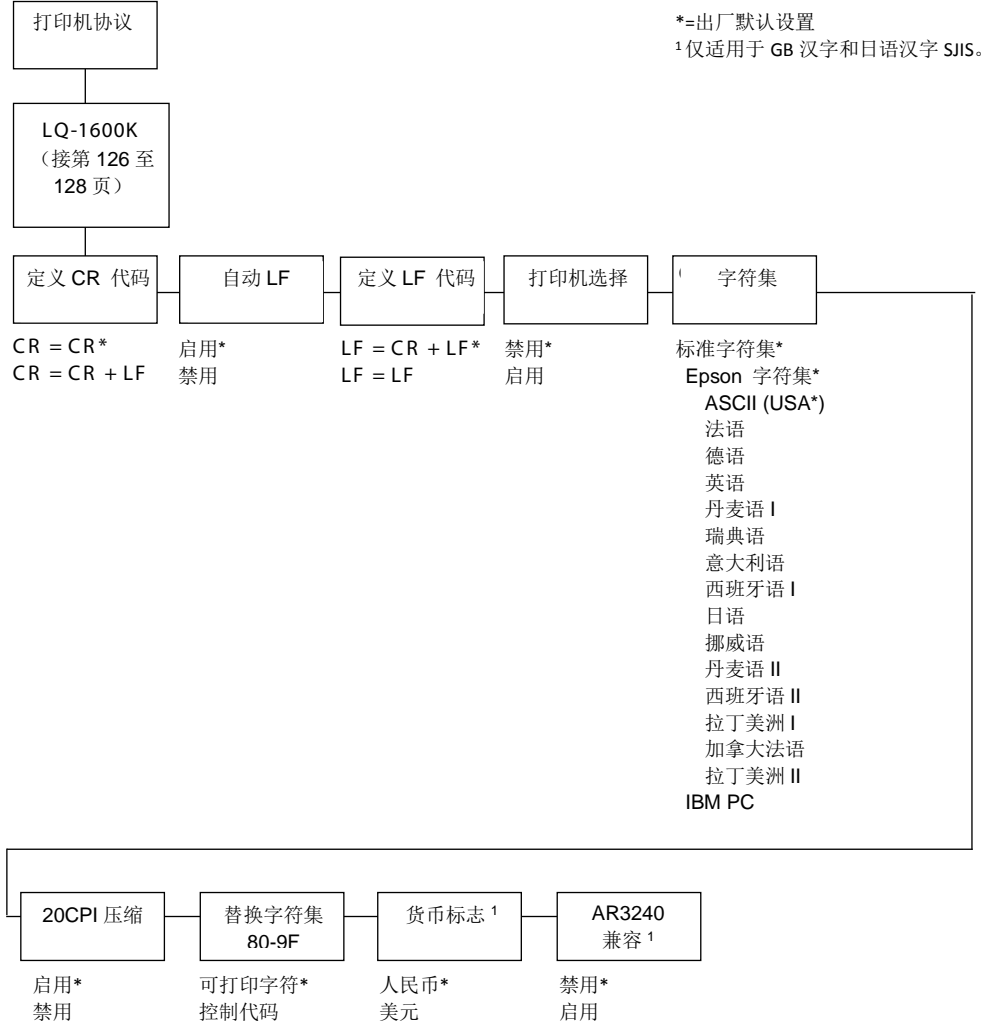 打印机协议
*=出厂默认设置
¹仅适用于 GB 汉字和日语汉字 SJIS。
LQ-1600K
（接第 126 至
128 页）
定义 CR 代码
自动 LF
定义 LF 代码
打印机选择
字符集
CR = CR*
CR = CR + LF
启用*
禁用
LF = CR + LF*
LF = LF
禁用*
启用
标准字符集*
Epson 字符集*
ASCII (USA*)
法语
德语
英语
丹麦语 I
瑞典语
意大利语
西班牙语 I
日语
挪威语
丹麦语 II
西班牙语 II
拉丁美洲 I
加拿大法语
拉丁美洲 II
IBM PC
20CPI 压缩
替换字符集
80-9F
货币标志 ¹
AR3240
兼容 ¹
启用*
禁用
可打印字符*
控制代码
人民币*
美元
禁用*
启用